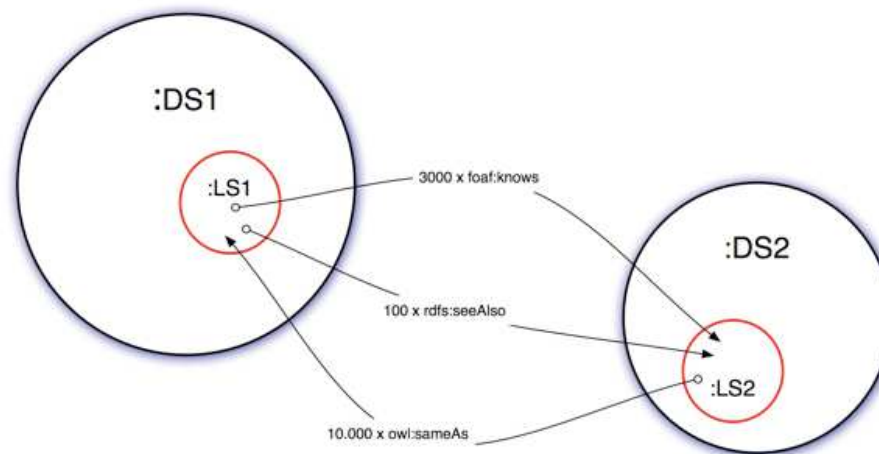 :DS1
:LS1
3000 x foaf:knows
:DS2
100 x rdfs:seeAlso
:LS2
10.000 x owl:sameAs